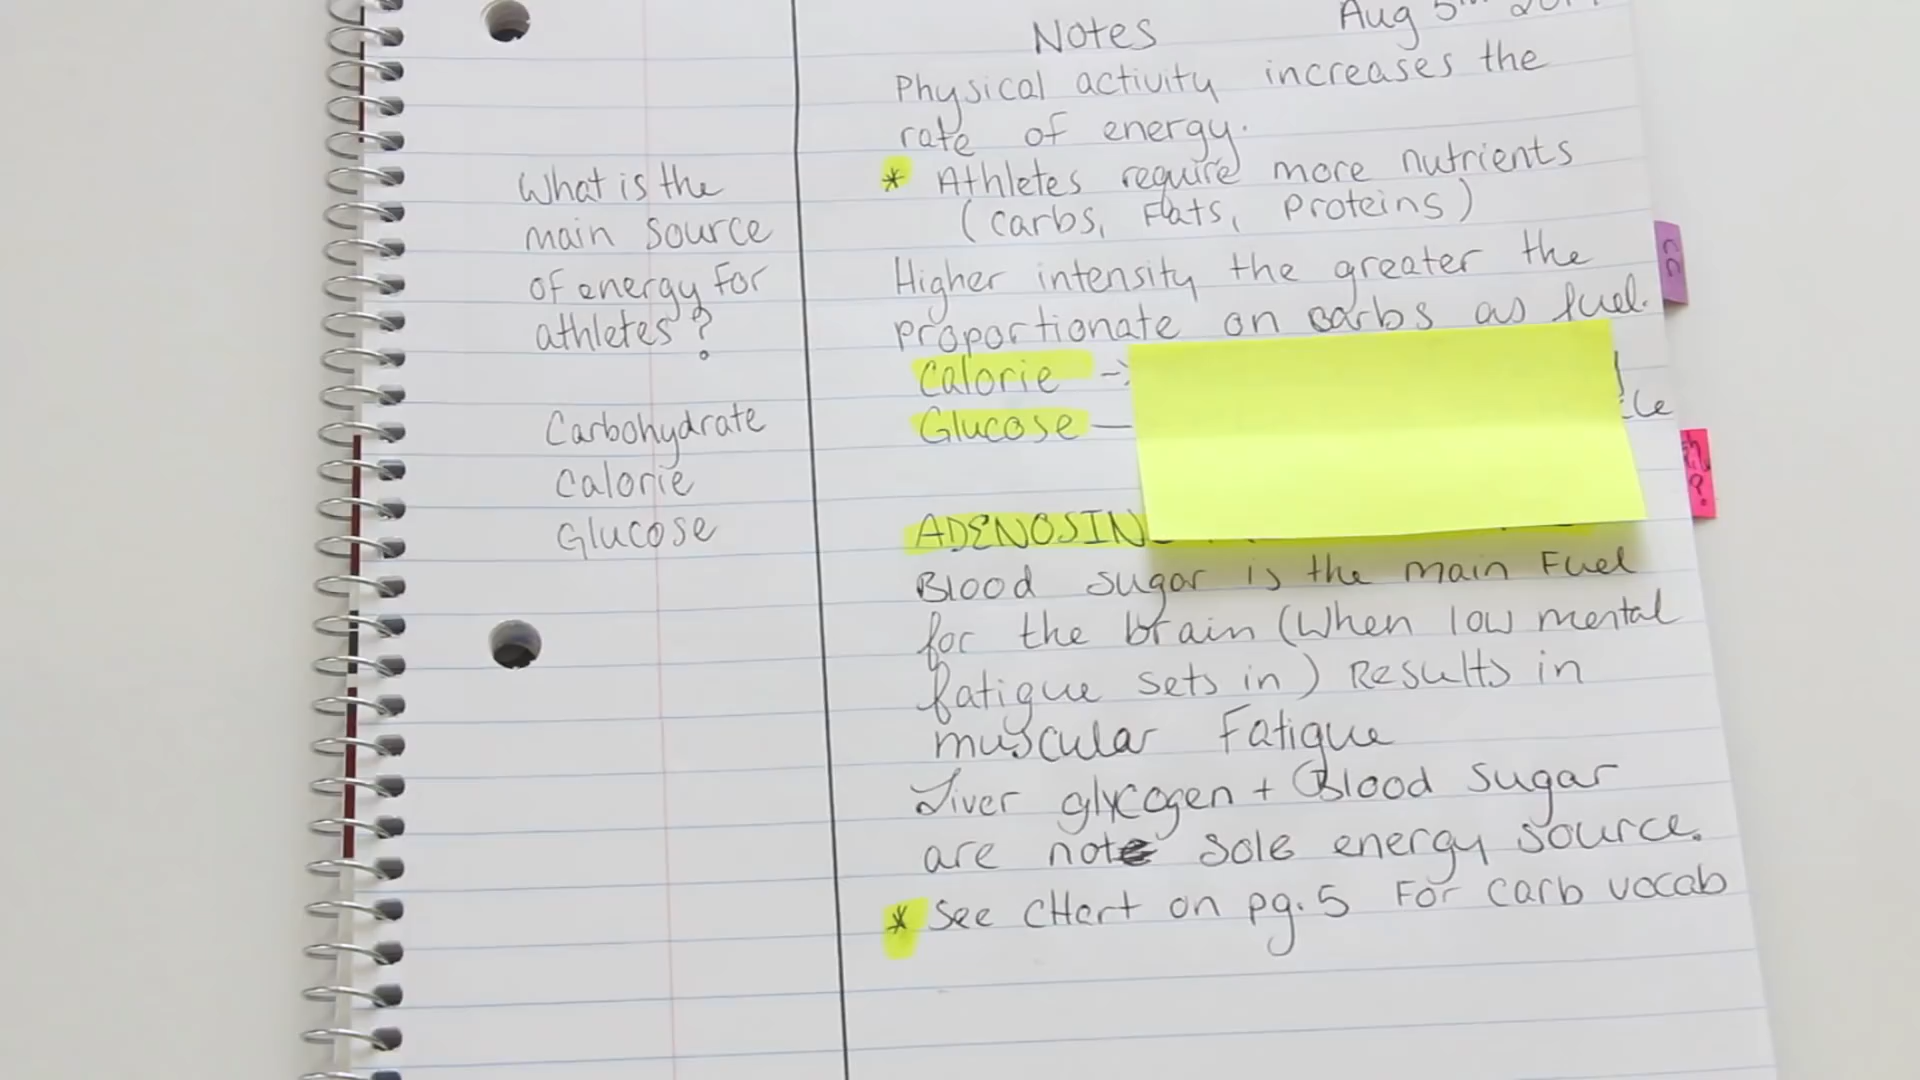 Notes
Aug 5th
Physical activity increases the
rate of energy.
* Athletes require more nutrients
(carbs, Fats, Proteins)
Higher intensity the greater the
proportionate on carbs as fuel.
Calorie ->
Glucose —
ADENOSIN
Blood sugar is the main Fuel
for the brain (When low mental
fatigue sets in) Results in
muscular Fatigue
Liver glycogen + Blood Sugar
are not sole energy source.
* See CHart on pg. 5 For carb vocab
What is the
main source
of energy for
athletes?
Carbohydrate
Calorie
Glucose
CC